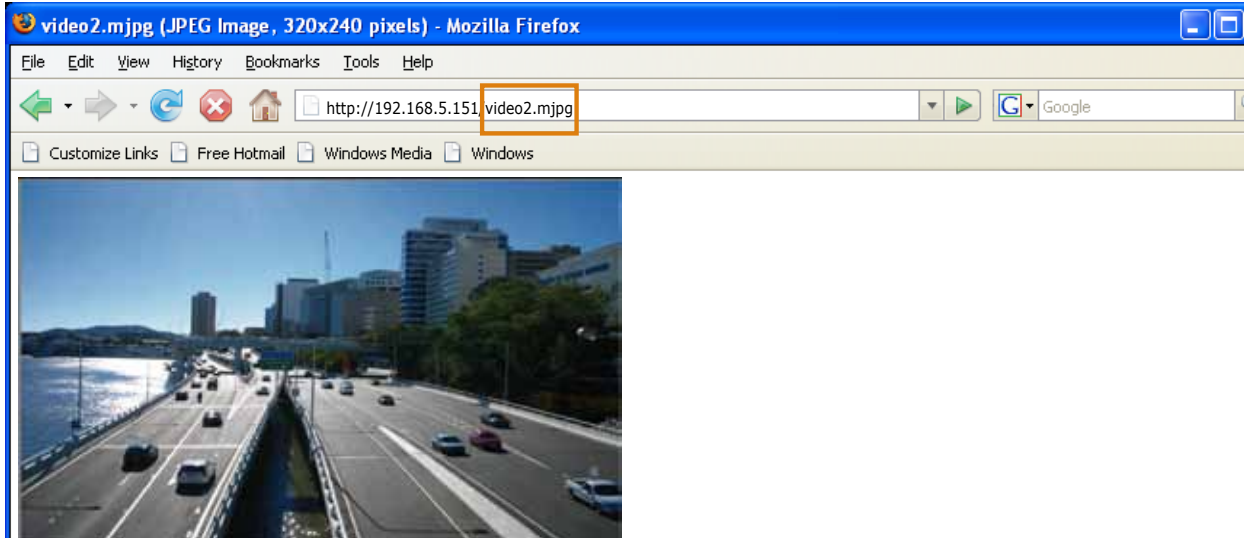 video2.mjpg (JPEG Image, 320x240 pixels) - Mozilla Firefox
File Edit View History Bookmarks Tools Help
http://192.168.5.151/video2.mjpg G Google
Customize Links Free Hotmail Windows Media Windows